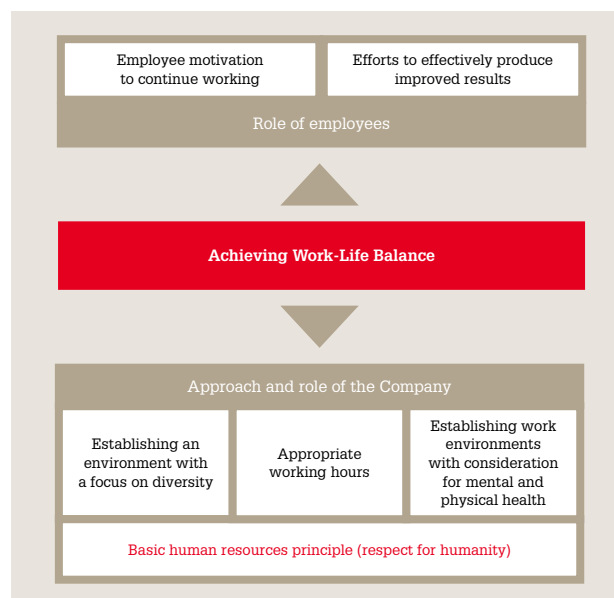 Employee motivation
to continue working
Efforts to effectively produce
improved results
Role of employees
Achieving Work-Life Balance
Approach and role of the Company
Establishing an
environment with
a focus on diversity
Appropriate
working hours
Establishing work
environments
with consideration
for mental and
physical health
Basic human resources principle (respect for humanity)